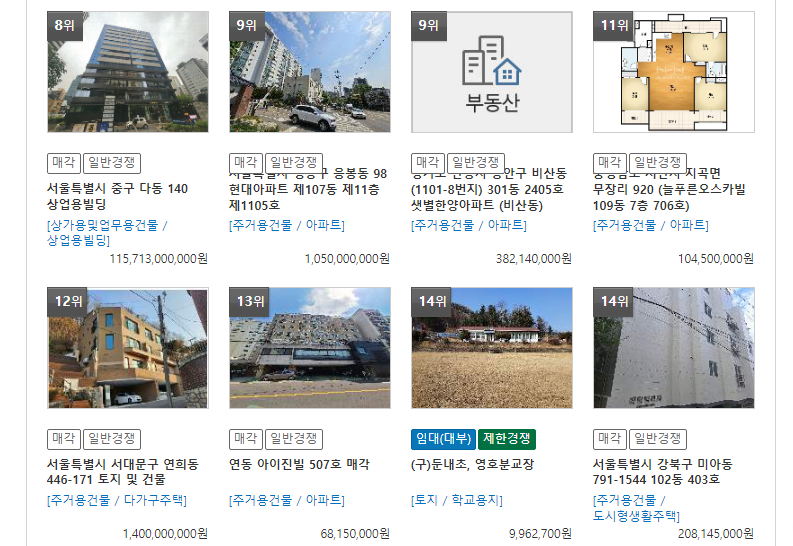 8위
9위
9위
부동산
11위
매각 일반경쟁
서울특별시 중구 다동 140
상업용빌딩
[상가용및업무용건물 /
상업용빌딩]
115,713,000,000원
매각 일반경쟁
서울특별시 성동구 응봉동 98
현대아파트 제107동 제11층
제1105호
[주거용건물 / 아파트]
1,050,000,000원
매각 일반경쟁
동안구 비산동
(1101-8번지) 301동 2405호
샛별한양아파트 (비산동)
[주거용건물 / 아파트]
382,140,000원
매각 일반경쟁
지곡면
무장리 920 (늘푸른오스카빌
109동 7층 706호)
[주거용건물 / 아파트]
104,500,000원
12위
13위
14위
14위
매각 일반경쟁
서울특별시 서대문구 연희동
446-171 토지 및 건물
[주거용건물 / 다가구주택]
1,400,000,000원
매각 일반경쟁
연동 아이진빌 507호 매각
[주거용건물 / 아파트]
68,150,000원
임대(대부) 제한경쟁
(구)둔내초, 영호분교장
[토지 / 학교용지]
9,962,700원
매각 일반경쟁
서울특별시 강북구 미아동
791-1544 102동 403호
[주거용건물 /
도시형생활주택]
208,145,000원